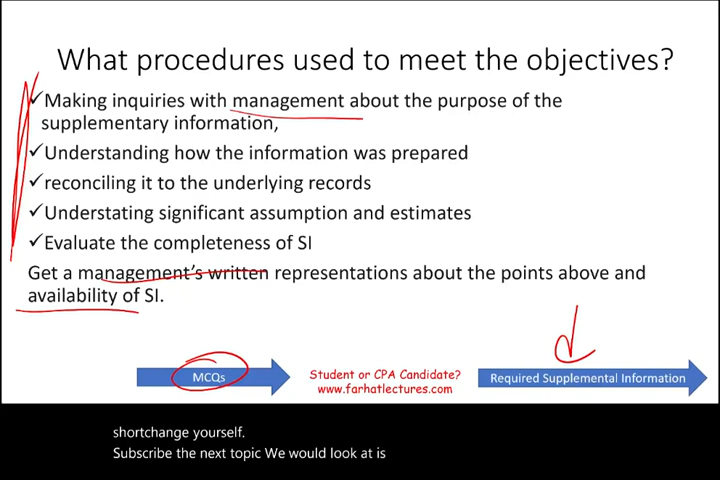 What procedures used to meet the objectives?
✓Making inquiries with management about the purpose of the
supplementary information,
✓Understanding how the information was prepared
✓reconciling it to the underlying records
✓Understating significant assumption and estimates
✓Evaluate the completeness of SI
Get a management's written representations about the points above and
availability of SI.
MCQs
Student or CPA Candidate?
www.farhatlectures.com
Required Supplemental Information
shortchange yourself.
Subscribe the next topic We would look at is